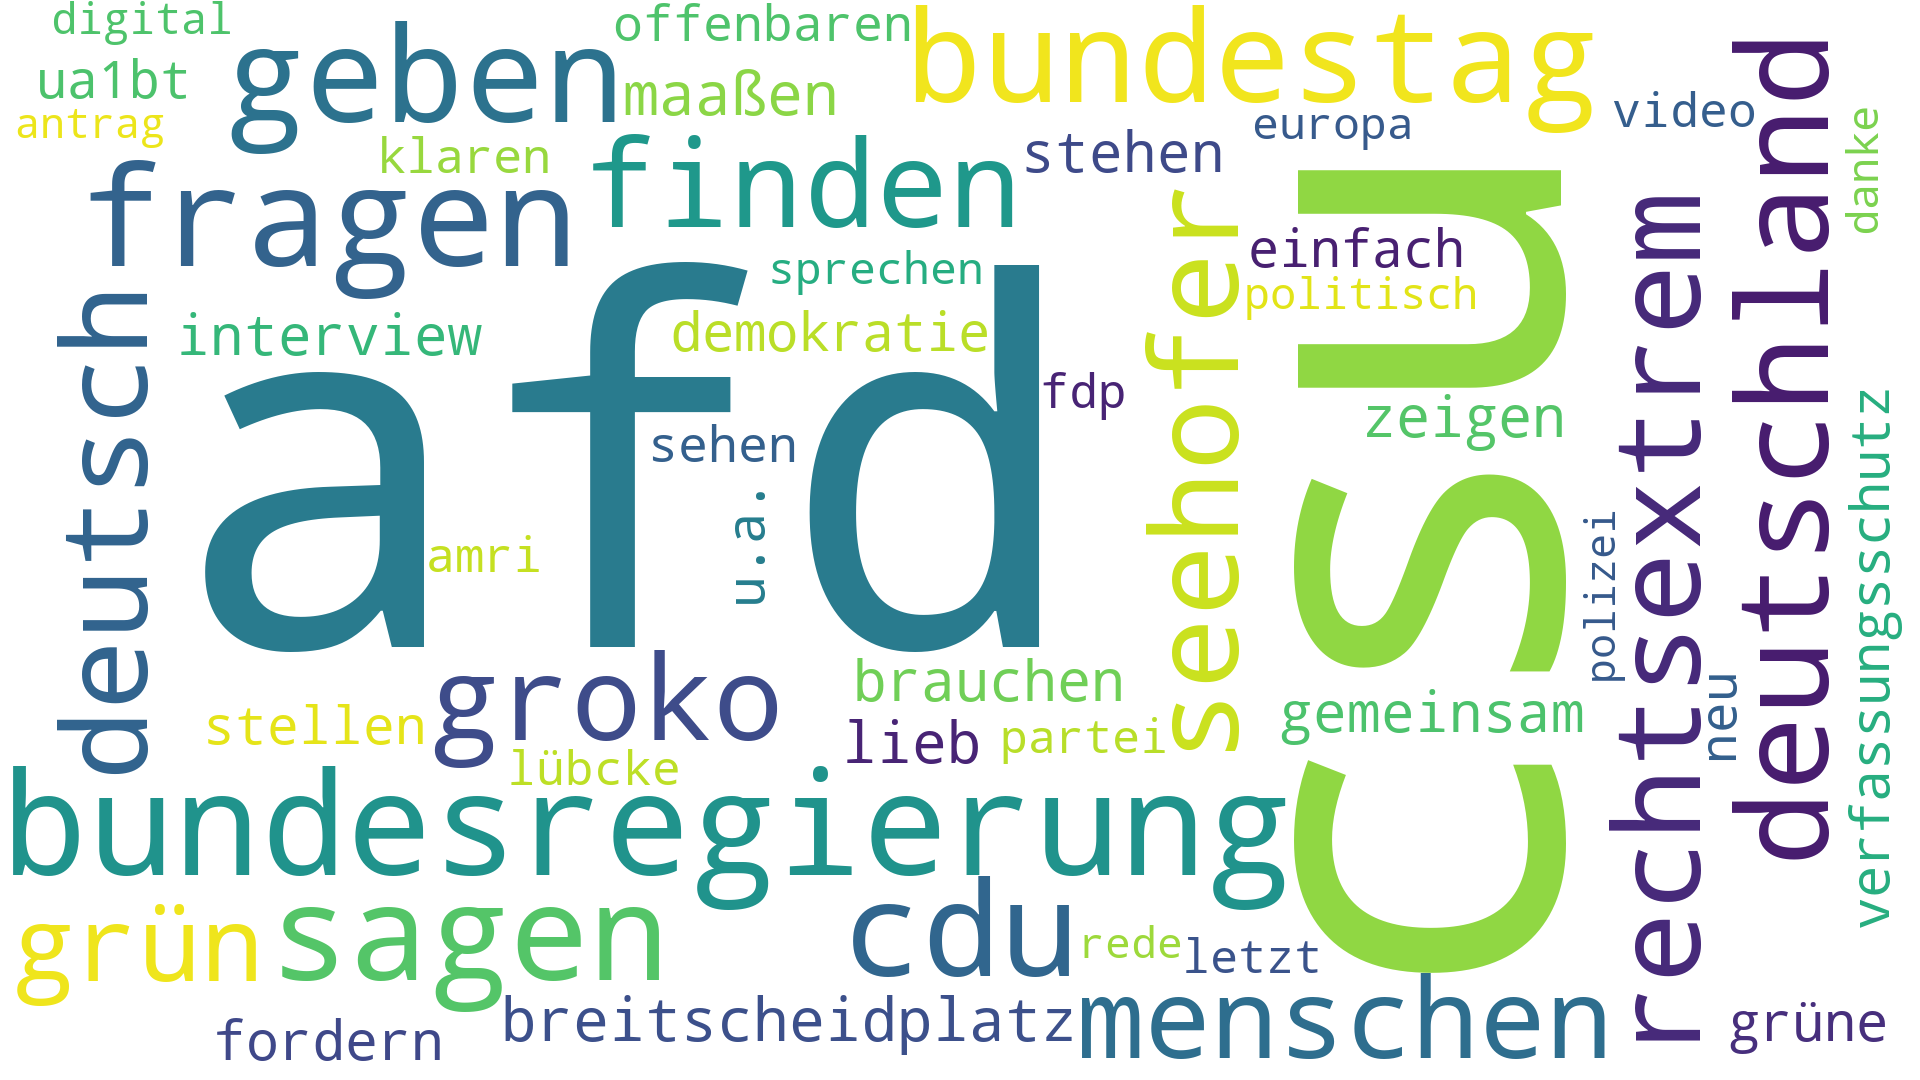 digital
offenbaren
bundestag
geben
ua1bt
maaßen
video
antrag
europa
klaren
stehen
danke
fragen
finden
deutschland
csu
seehofer
rechtsextrem
einfach
sprechen
politisch
deutsch
interview
demokratie
afd
fdp
zeigen
sehen
verfassungsschutz
u.a.
amri
polizei
groko
brauchen
neu
gemeinsam
stellen
lieb
partei
lübcke
bundesregierung
grün
sagen
cdu
rede
letzt
menschen
breitscheidplatz
fordern
grüne